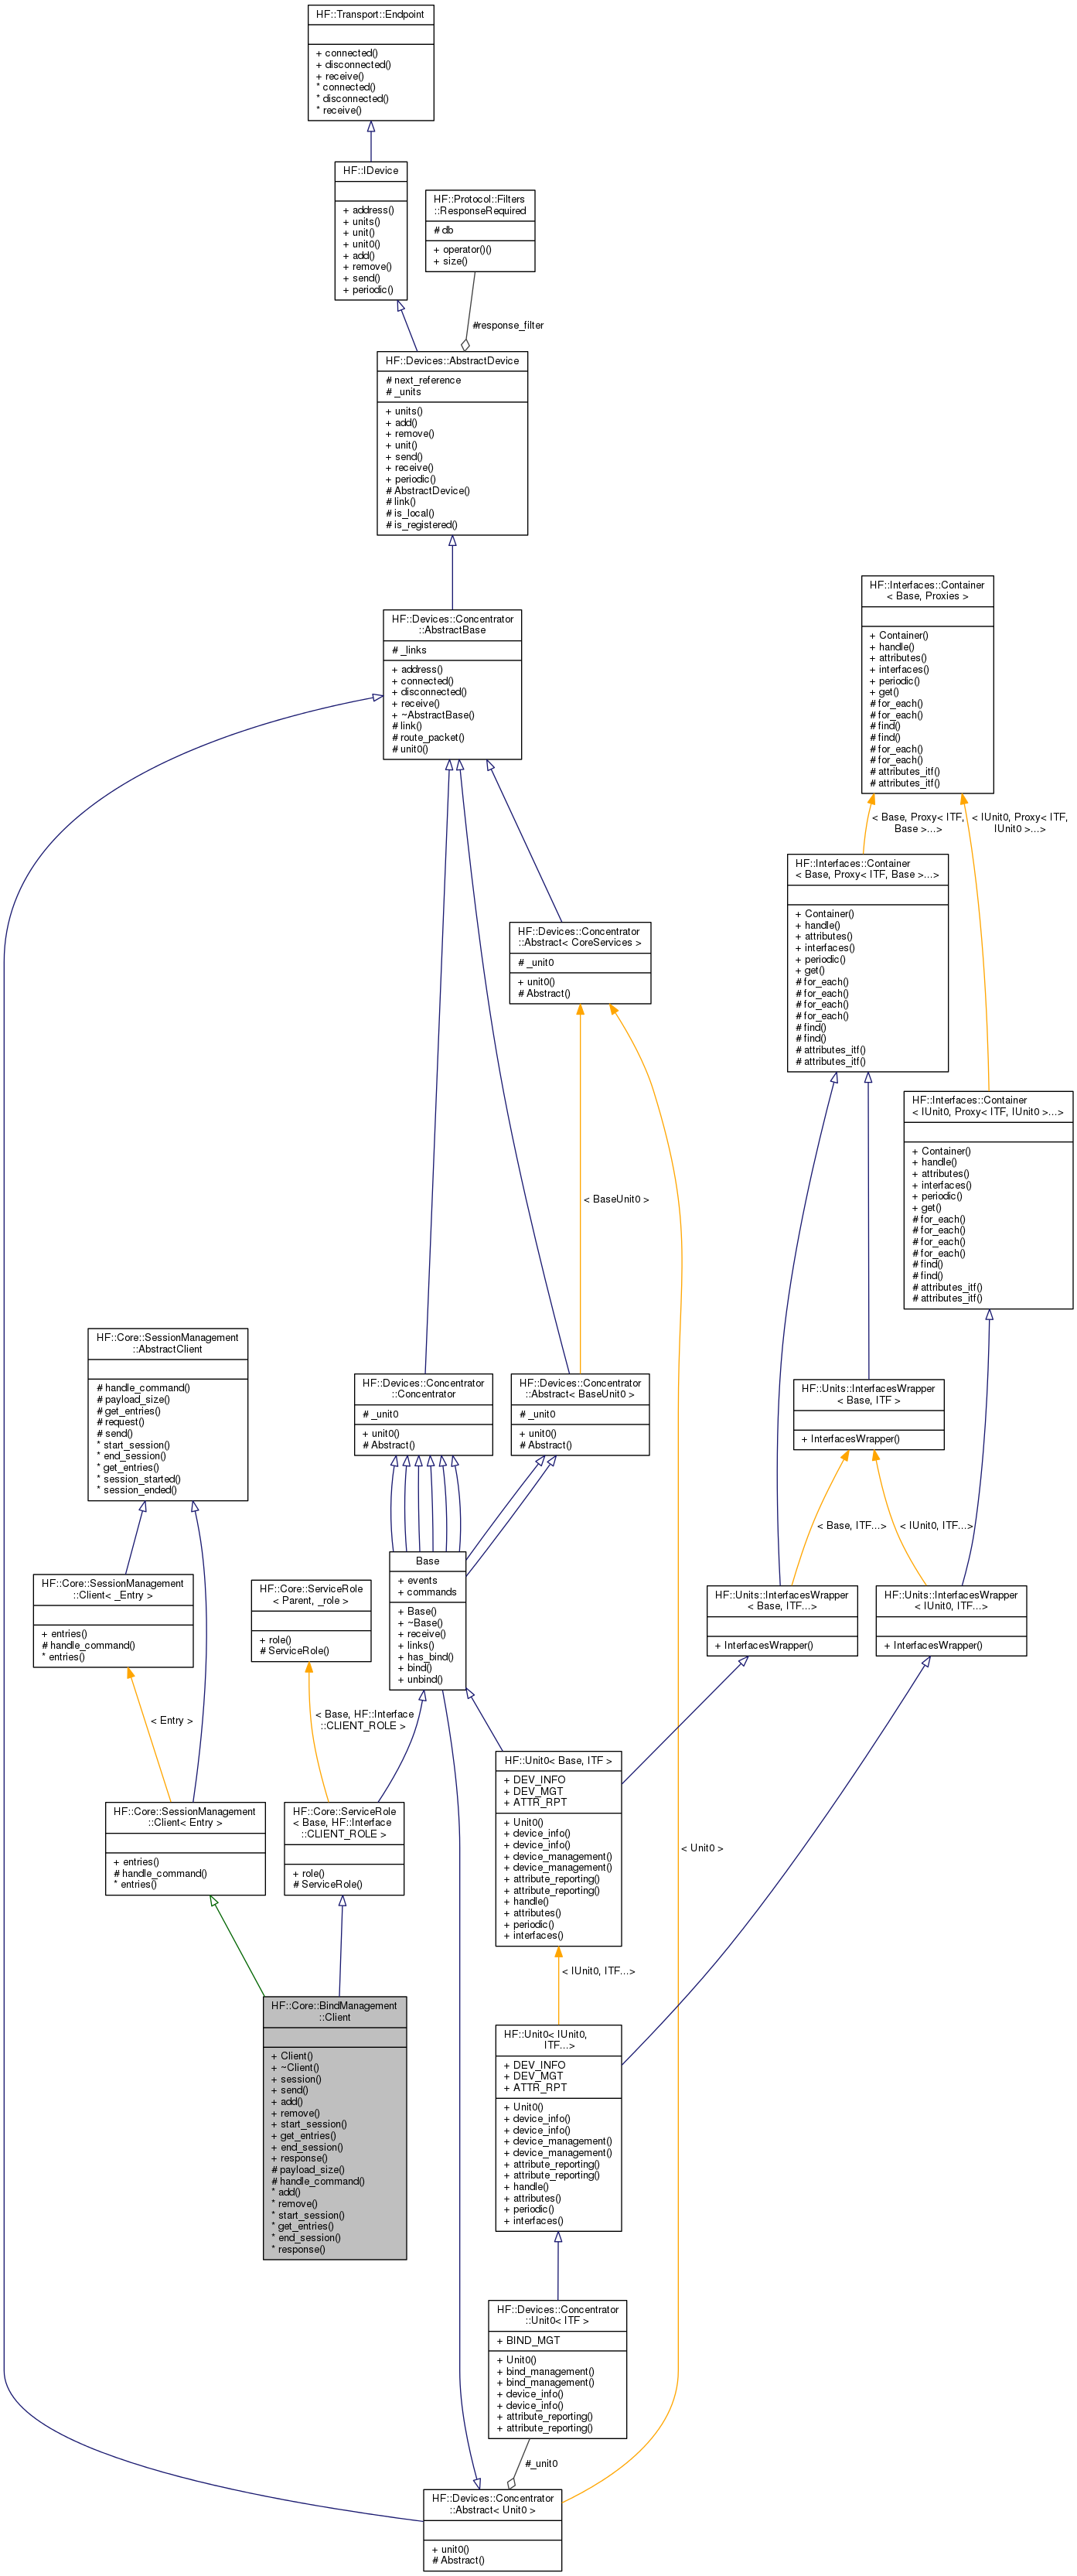 HF::Transport::Endpoint
+ connected()
+ disconnected()
+ receive()
* connected()
* disconnected()
* receive()
HF::IDevice
+ address()
+ units()
+ unit()
+ unit0()
+ add()
+ remove()
+ send()
+ periodic()
HF::Protocol::Filters
::ResponseRequired
# db
+ operator()()
+ size()
#response_filter
HF::Devices::AbstractDevice
# next_reference
# _units
+ units()
+ add()
+ remove()
+ unit()
+ send()
+ receive()
+ periodic()
# AbstractDevice()
# link()
# is_local()
# is_registered()
HF::Devices::Concentrator
::AbstractBase
# _links
+ address()
+ connected()
+ disconnected()
+ receive()
+ ~AbstractBase()
# link()
# route_packet()
# unit0()
HF::Interfaces::Container
< Base, Proxies >
+ Container()
+ handle()
+ attributes()
+ interfaces()
+ periodic()
+ get()
# for_each()
# for_each()
# find()
# find()
# for_each()
# for_each()
# attributes_itf()
# attributes_itf()
< Base, Proxy< ITF,
Base >...>
< IUnit0, Proxy< ITF,
IUnit0 >...>
HF::Interfaces::Container
< Base, Proxy< ITF, Base >...>
+ Container()
+ handle()
+ attributes()
+ interfaces()
+ periodic()
+ get()
# for_each()
# for_each()
# for_each()
# for_each()
# find()
# find()
# attributes_itf()
# attributes_itf()
HF::Devices::Concentrator
::Abstract< CoreServices >
# _unit0
+ unit0()
# Abstract()
HF::Interfaces::Container
< IUnit0, Proxy< ITF, IUnit0 >...>
+ Container()
+ handle()
+ attributes()
+ interfaces()
+ periodic()
+ get()
# for_each()
# for_each()
# for_each()
# for_each()
# find()
# find()
# attributes_itf()
# attributes_itf()
< BaseUnit0 >
HF::Core::SessionManagement
::AbstractClient
# handle_command()
# payload_size()
# get_entries()
# request()
# send()
* start_session()
* end_session()
* get_entries()
* session_started()
* session_ended()
HF::Devices::Concentrator
::Concentrator
# _unit0
+ unit0()
# Abstract()
HF::Devices::Concentrator
::Abstract< BaseUnit0 >
# _unit0
+ unit0()
# Abstract()
HF::Units::InterfacesWrapper
< Base, ITF >
+ InterfacesWrapper()
< Base, ITF...>
< IUnit0, ITF...>
HF::Core::SessionManagement
::Client< _Entry >
+ entries()
# handle_command()
* entries()
HF::Core::ServiceRole
< Parent, _role >
+ role()
# ServiceRole()
Base
+ events
+ commands
+ Base()
+ ~Base()
+ receive()
+ links()
+ has_bind()
+ bind()
+ unbind()
HF::Units::InterfacesWrapper
< Base, ITF...>
+ InterfacesWrapper()
HF::Units::InterfacesWrapper
< IUnit0, ITF...>
+ InterfacesWrapper()
< Entry >
< Base, HF::Interface
::CLIENT_ROLE >
HF::Core::SessionManagement
::Client< Entry >
+ entries()
# handle_command()
* entries()
HF::Core::ServiceRole
< Base, HF::Interface
::CLIENT_ROLE >
+ role()
# ServiceRole()
HF::Unit0< Base, ITF >
+ DEV_INFO
+ DEV_MGT
+ ATTR_RPT
+ Unit0()
+ device_info()
+ device_info()
+ device_management()
+ device_management()
+ attribute_reporting()
+ attribute_reporting()
+ handle()
+ attributes()
+ periodic()
+ interfaces()
< Unit0 >
< IUnit0, ITF...>
HF::Core::BindManagement
::Client
+ Client()
+ ~Client()
+ session()
+ send()
+ add()
+ remove()
+ start_session()
+ get_entries()
+ end_session()
+ response()
# payload_size()
# handle_command()
* add()
* remove()
* start_session()
* get_entries()
* end_session()
* response()
HF::Unit0< IUnit0,
ITF...>
+ DEV_INFO
+ DEV_MGT
+ ATTR_RPT
+ Unit0()
+ device_info()
+ device_info()
+ device_management()
+ device_management()
+ attribute_reporting()
+ attribute_reporting()
+ handle()
+ attributes()
+ periodic()
+ interfaces()
HF::Devices::Concentrator
::Unit0< ITF >
+ BIND_MGT
+ Unit0()
+ bind_management()
+ bind_management()
+ device_info()
+ device_info()
+ attribute_reporting()
+ attribute_reporting()
#_unit0
HF::Devices::Concentrator
::Abstract< Unit0 >
+ unit0()
# Abstract()